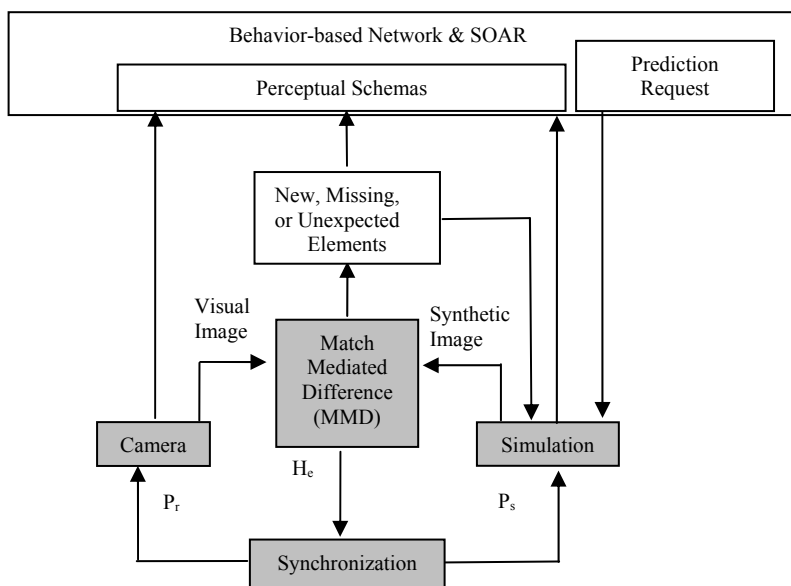 Behavior-based Network & SOAR
Perceptual Schemas
Prediction
Request
New, Missing,
or Unexpected
Elements
Visual
Image
Synthetic
Image
Match
Mediated
Difference
(MMD)
Camera
Simulation
He
Pr
Ps
Synchronization